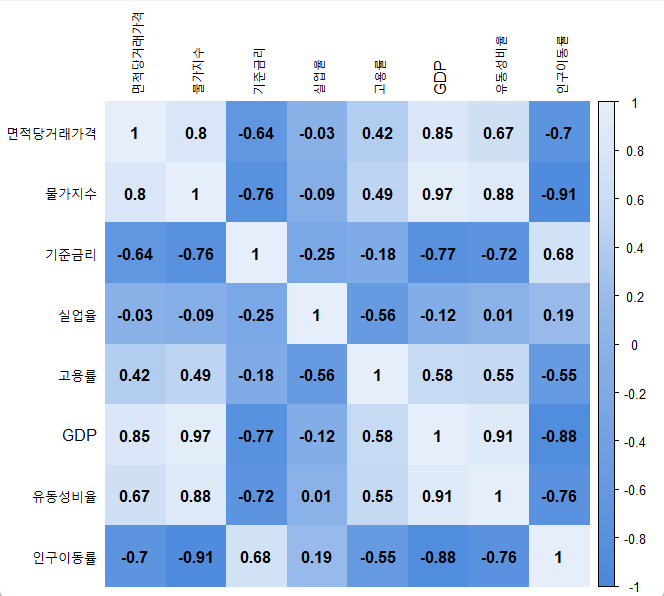 면적당거래가격 물가지수 기준금리 실업율 고용률 GDP 유동성비율 인구이동률
면적당거래가격 1 0.8 -0.64 -0.03 0.42 0.85 0.67 -0.7
물가지수 0.8 1 -0.76 -0.09 0.49 0.97 0.88 -0.91
기준금리 -0.64 -0.76 1 -0.25 -0.18 -0.77 -0.72 0.68
실업율 -0.03 -0.09 -0.25 1 -0.56 -0.12 0.01 0.19
고용률 0.42 0.49 -0.18 -0.56 1 0.58 0.55 -0.55
GDP 0.85 0.97 -0.77 -0.12 0.58 1 0.91 -0.88
유동성비율 0.67 0.88 -0.72 0.01 0.55 0.91 1 -0.76
인구이동률 -0.7 -0.91 0.68 0.19 -0.55 -0.88 -0.76 1
1
0.8
0.6
0.4
0.2
0
-0.2
-0.4
-0.6
-0.8
-1